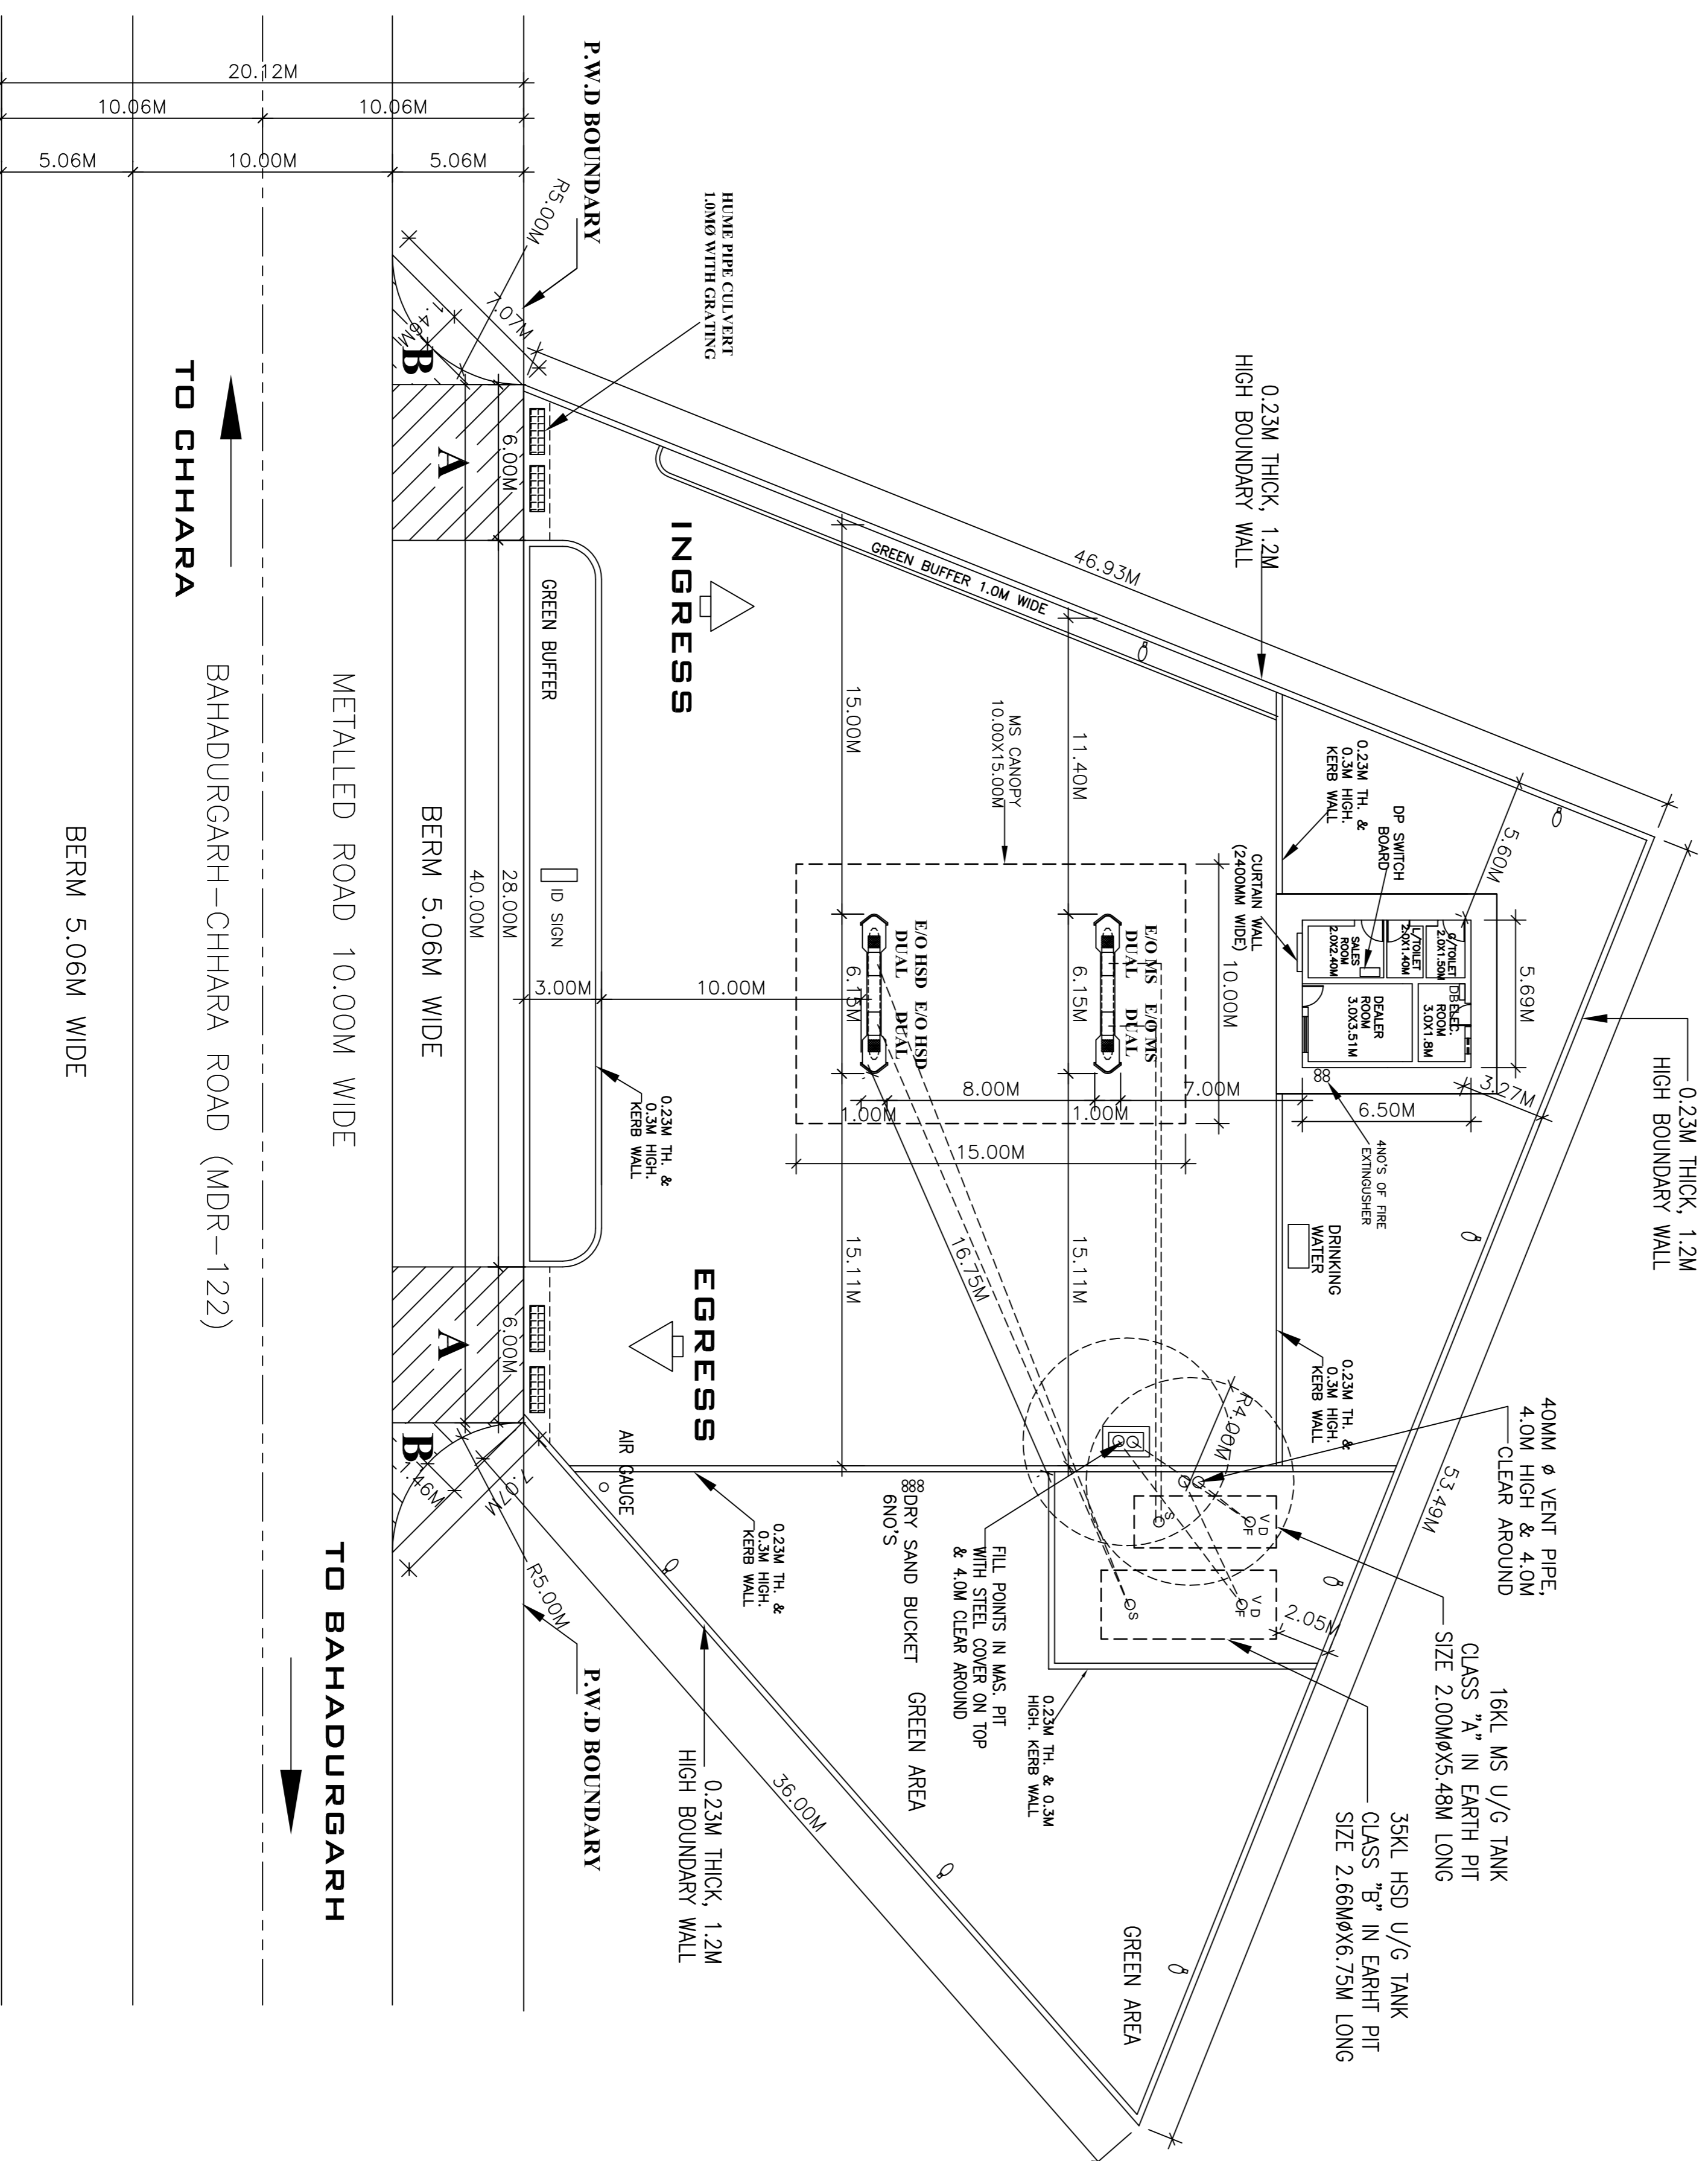 0.23M THICK, 1.2M
HIGH BOUNDARY WALL
53.49M
40MM ø VENT PIPE,
4.0M HIGH & 4.0M
CLEAR AROUND
16KL MS U/G TANK
CLASS "A" IN EARTH PIT
SIZE 2.00MØX5.48M LONG
35KL HSD U/G TANK
CLASS "B" IN EARHT PIT
SIZE 2.66MØX6.75M LONG
0.23M THICK, 1.2M
HIGH BOUNDARY WALL
46.93M
5.60M
5.69M
3.27M
6.50M
G/TOILET
2.0X1.50M
L/TOILET
2.0X1.40M
SALES
ROOM
2.0X2.40M
DB
ELEC.
ROOM
3.0X1.8M
DEALER
ROOM
3.0X3.51M
0.23M TH. &
0.3M HIGH.
KERB WALL
DP SWITCH
BOARD
CURTAIN WALL
(2400MM WIDE)
4NO'S OF FIRE
EXTINGUSHER
DRINKING
WATER
0.23M TH. &
0.3M HIGH.
KERB WALL
R4.00M
V D
F
S
V D
F
S
2.05M
10.00M
7.00M
E/O MS
DUAL
E/O MS
DUAL
11.40M
6.15M
15.11M
1.00M
8.00M
1.00M
15.00M
MS CANOPY
10.00X15.00M
E/O HSD
DUAL
E/O HSD
DUAL
15.00M
6.15M
15.11M
16.75M
GREEN BUFFER 1.0M WIDE
FILL POINTS IN MAS. PIT
WITH STEEL COVER ON TOP
& 4.0M CLEAR AROUND
0.23M TH. & 0.3M
HIGH. KERB WALL
DRY SAND BUCKET
6NO'S
GREEN AREA
GREEN AREA
0.23M TH. &
0.3M HIGH.
KERB WALL
0.23M THICK, 1.2M
HIGH BOUNDARY WALL
36.00M
HUME PIPE CULVERT
1.0MØ WITH GRATING
INGRESS
EGRESS
0.23M TH. &
0.3M HIGH.
KERB WALL
AIR GAUGE
10.00M
3.00M
GREEN BUFFER
ID SIGN
P.W.D BOUNDARY
P.W.D BOUNDARY
R5.00M
7.07M
1.46M
B
A
6.00M
28.00M
40.00M
6.00M
A
B
1.46M
7.07M
R5.00M
BERM 5.06M WIDE
20.12M
10.06M
10.06M
5.06M
10.00M
5.06M
METALLED ROAD 10.00M WIDE
TO BAHADURGARH
BAHADURGARH-CHHARA ROAD (MDR-122)
TO CHHARA
BERM 5.06M WIDE